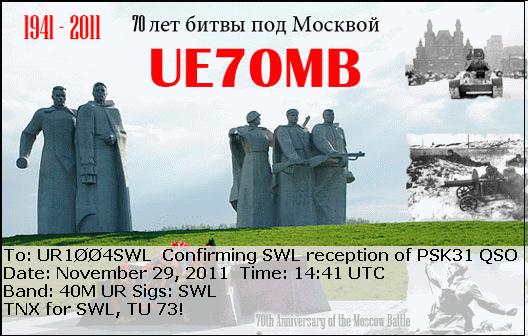 1941 - 2011
70 лет битвы под Москвой
UE70MB
To: UR1ØØ4SWL Confirming SWL reception of PSK31 QSO
Date: November 29, 2011 Time: 14:41 UTC
Band: 40M UR Sigs: SWL
TNX for SWL, TU 73!
70th Anniversary of the Moscow Battle